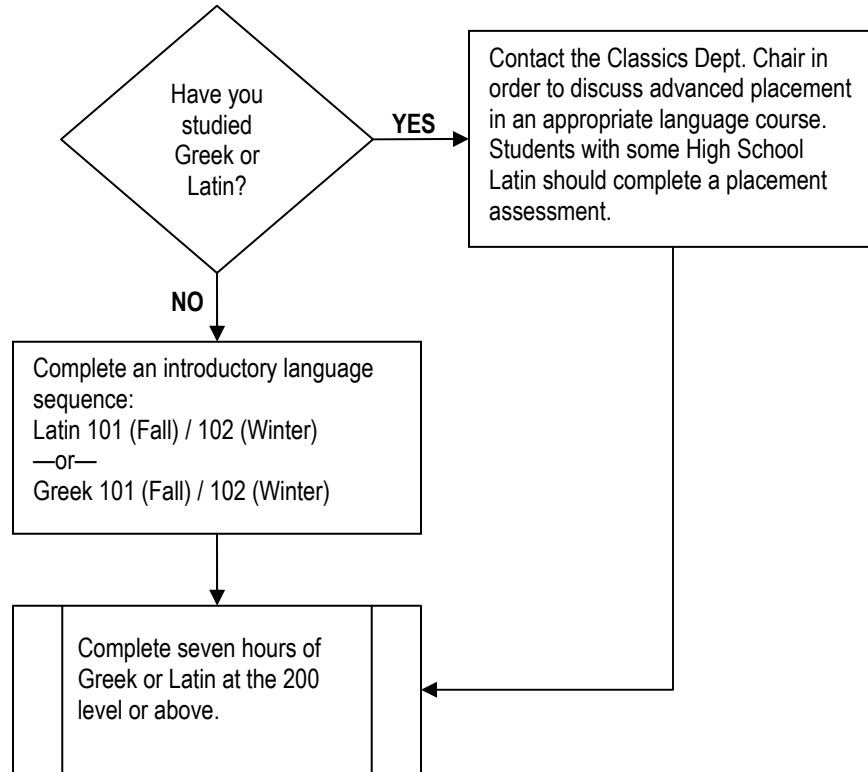 Have you
studied
Greek or
Latin?
YES
Contact the Classics Dept. Chair in
order to discuss advanced placement
in an appropriate language course.
Students with some High School
Latin should complete a placement
assessment.
NO
Complete an introductory language
sequence:
Latin 101 (Fall) / 102 (Winter)
—or—
Greek 101 (Fall) / 102 (Winter)
Complete seven hours of
Greek or Latin at the 200
level or above.